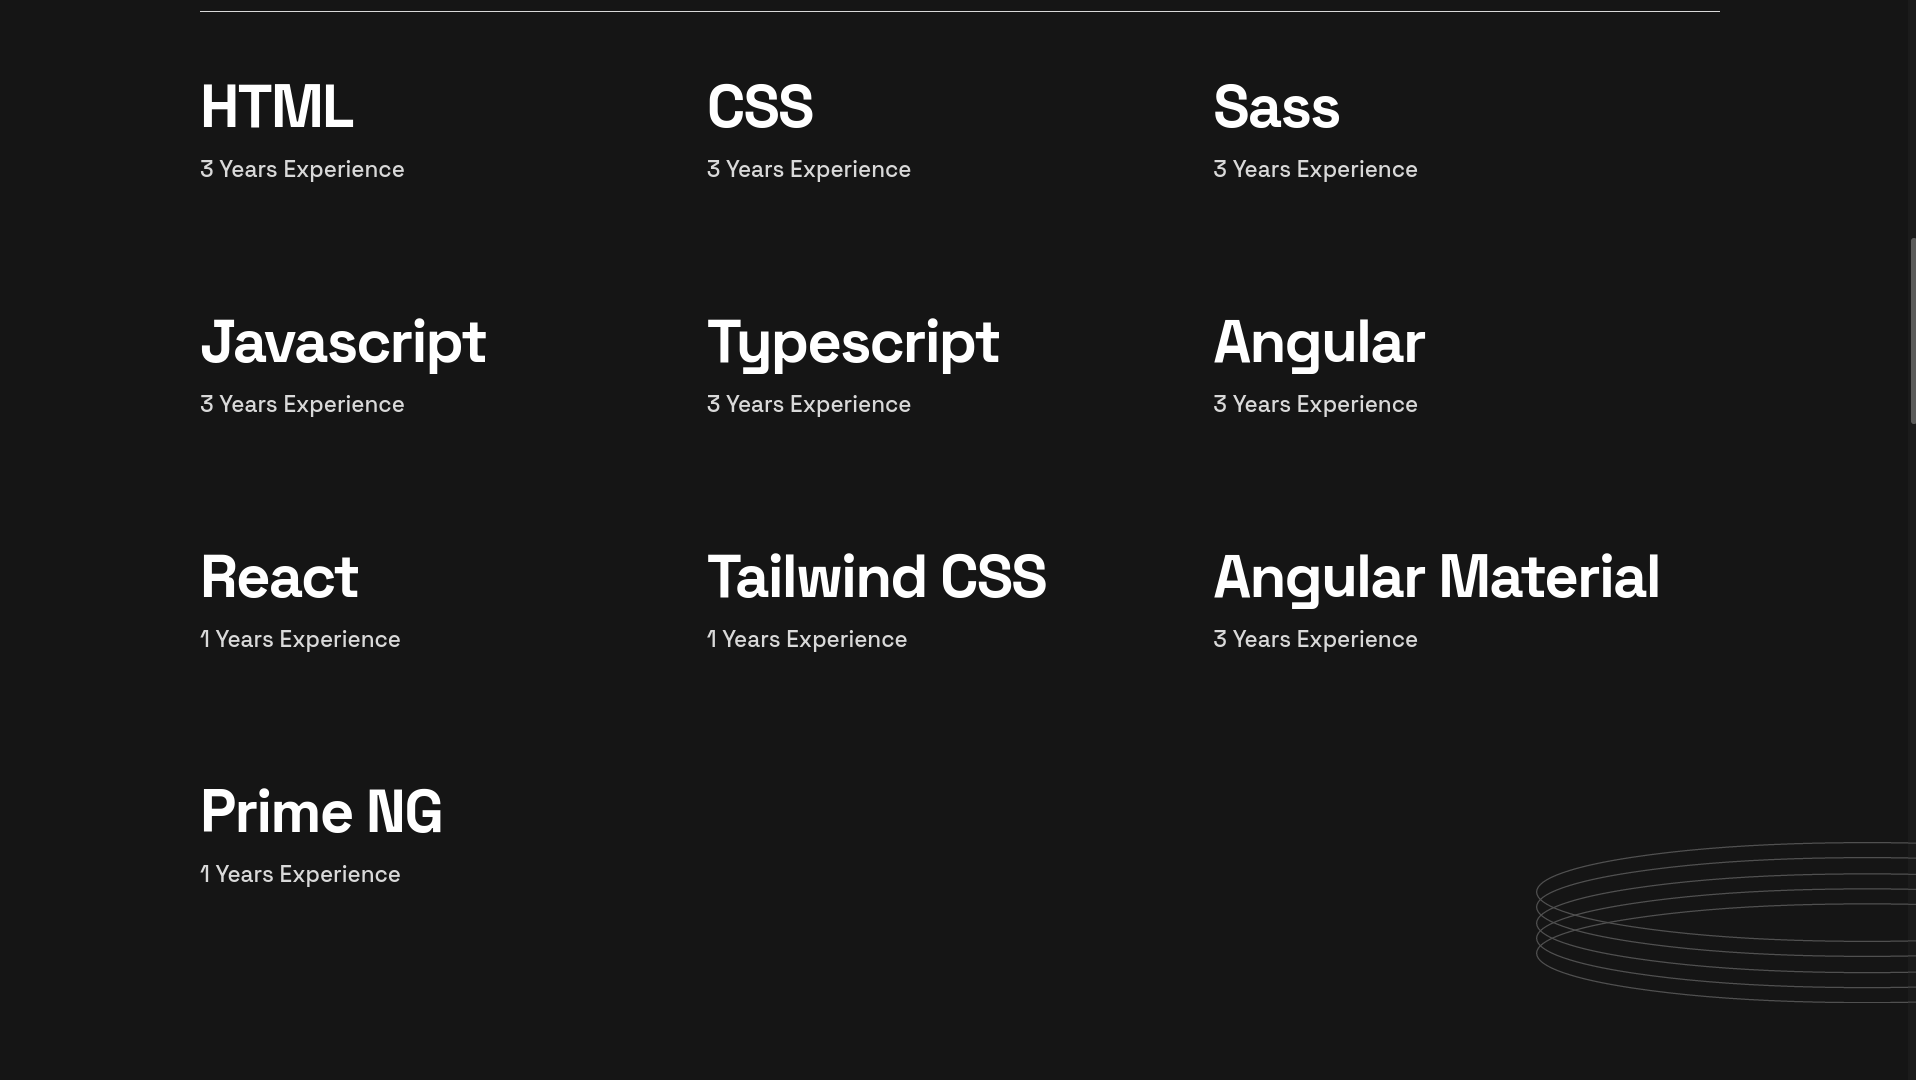 HTML
3 Years Experience
CSS
3 Years Experience
Sass
3 Years Experience
Javascript
3 Years Experience
Typescript
3 Years Experience
Angular
3 Years Experience
React
1 Years Experience
Tailwind CSS
1 Years Experience
Angular Material
3 Years Experience
Prime NG
1 Years Experience